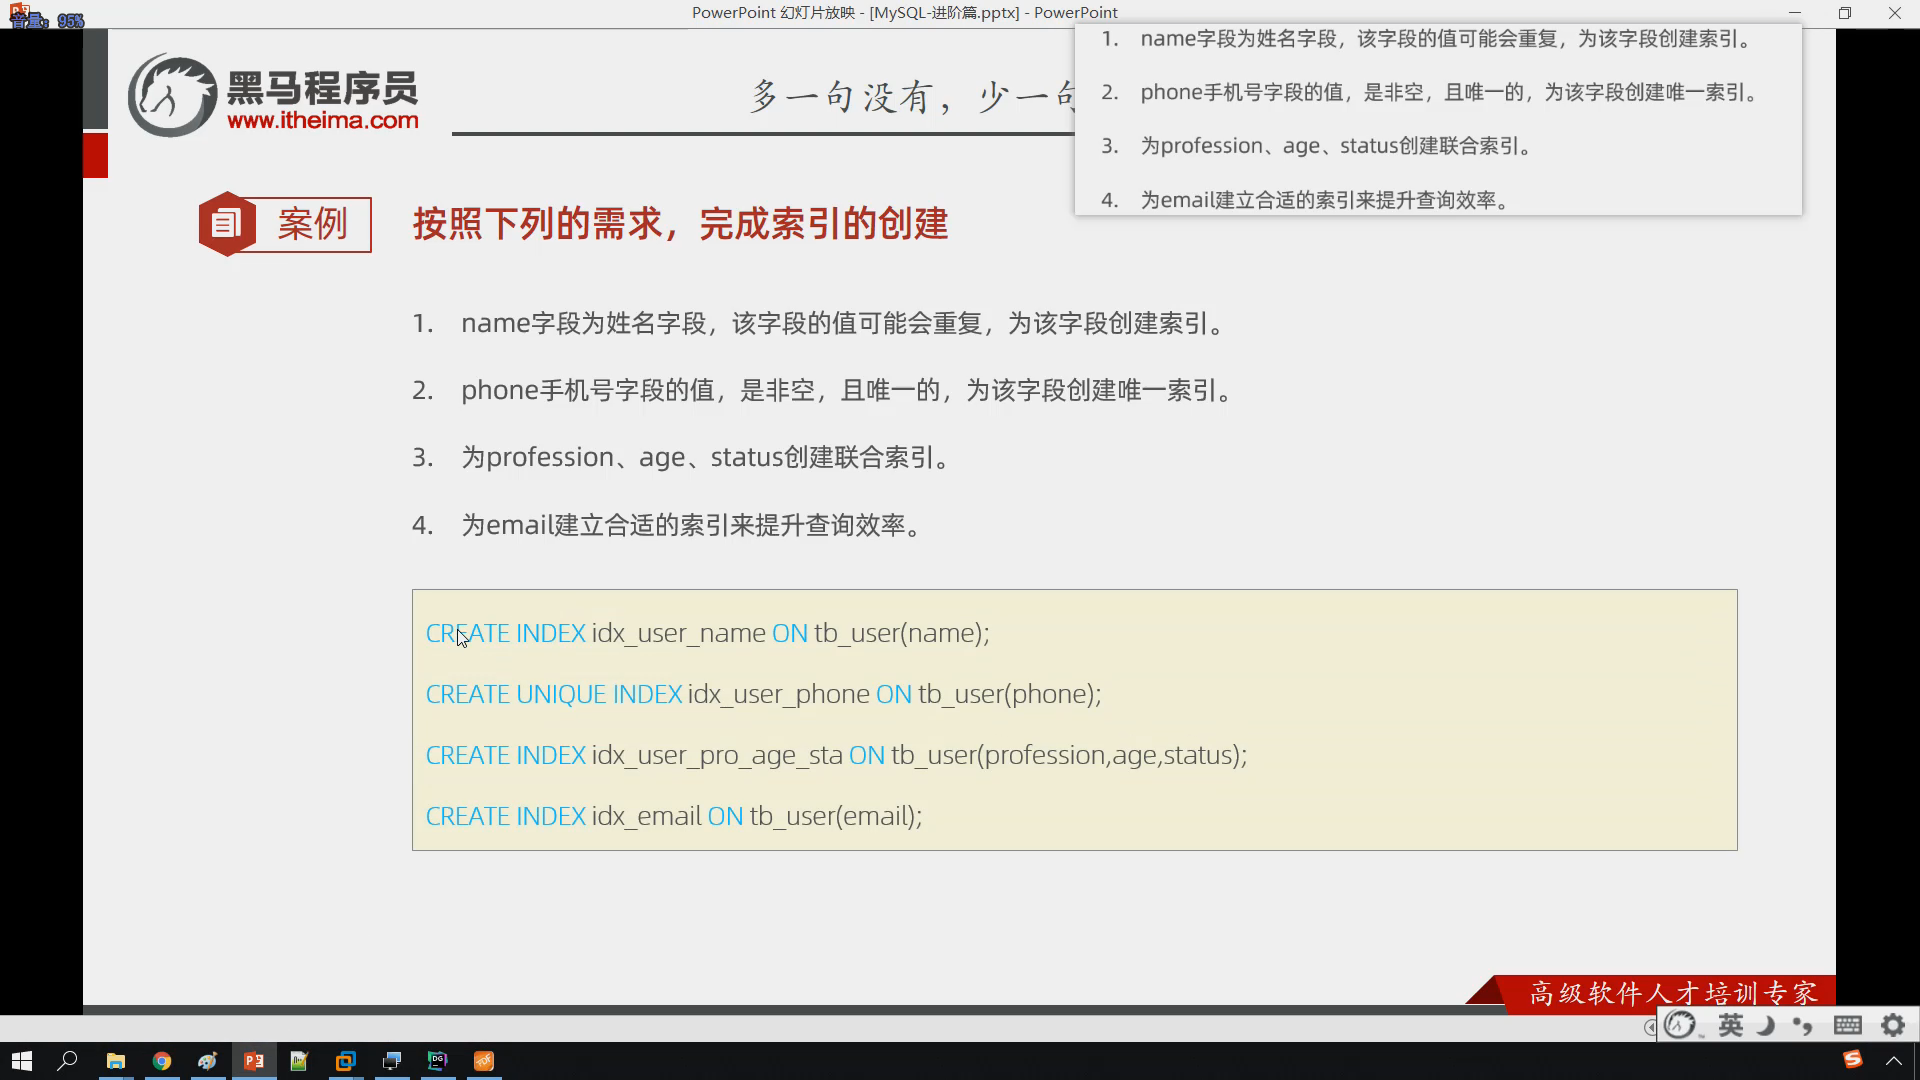 音量：95%
PowerPoint 幻灯片放映 - [MySQL-进阶篇.pptx] - PowerPoint
黑马程序员
www.itheima.com
多一句没有，少一句
1. name字段为姓名字段，该字段的值可能会重复，为该字段创建索引。
2. phone手机号字段的值，是非空，且唯一的，为该字段创建唯一索引。
3. 为profession、age、status创建联合索引。
4. 为email建立合适的索引来提升查询效率。
案例
按照下列的需求，完成索引的创建
1. name字段为姓名字段，该字段的值可能会重复，为该字段创建索引。
2. phone手机号字段的值，是非空，且唯一的，为该字段创建唯一索引。
3. 为profession、age、status创建联合索引。
4. 为email建立合适的索引来提升查询效率。
CREATE INDEX idx_user_name ON tb_user(name);
CREATE UNIQUE INDEX idx_user_phone ON tb_user(phone);
CREATE INDEX idx_user_pro_age_sta ON tb_user(profession,age,status);
CREATE INDEX idx_email ON tb_user(email);
高级软件人才培训专家
英